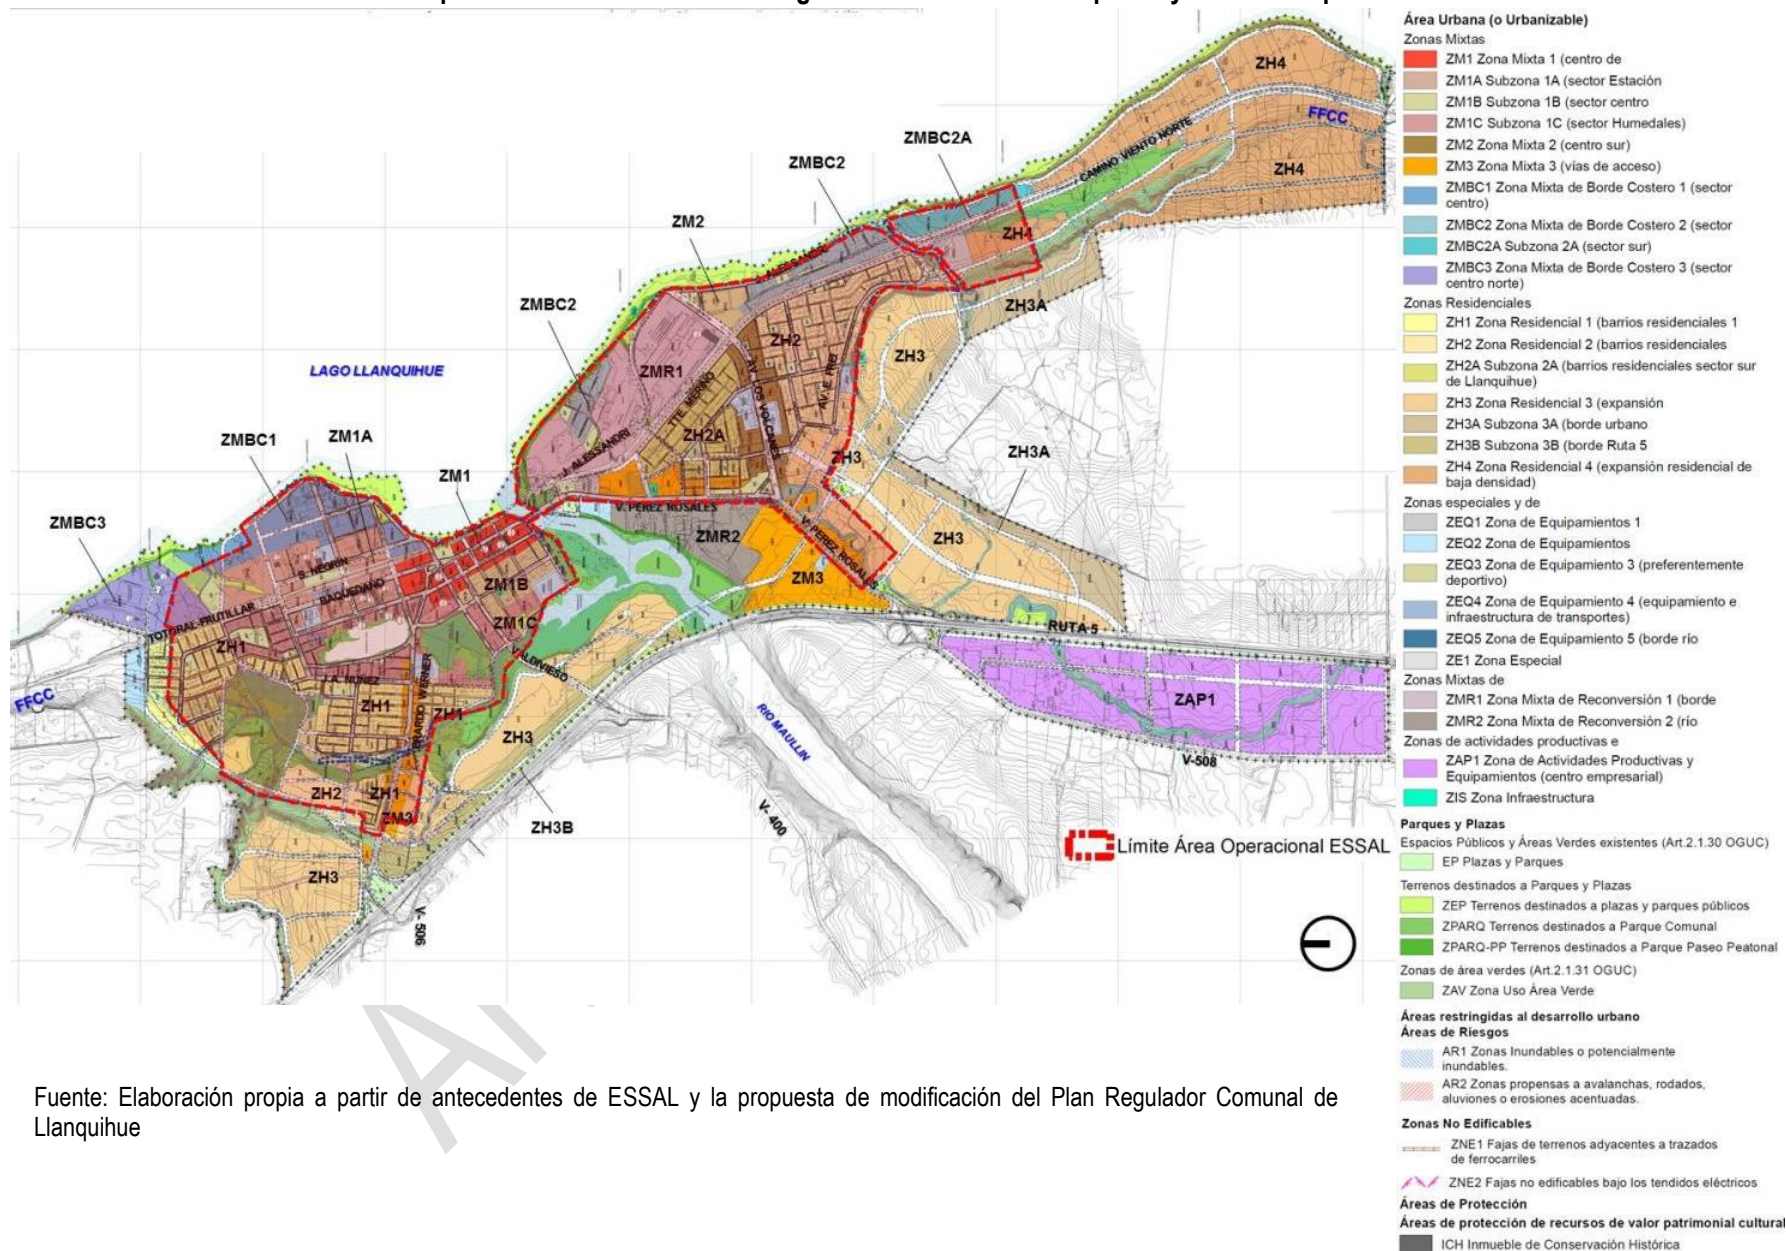 ZH4
FFCC
ZMBC2A
CAMINO VIENTO NORTE
ZMBC2
ZH4
ZM2
ZH4
ALESSANDRI
ZH3A
ZMBC2
ZH2
ZH3
LAGO LLANQUIHUE
ZMR1
TTE. MERINO
AV. LOS VOLCANES
AV. E. FREI
ZMBC1
ZM1A
ZH2A
J. ALESSANDRI
ZH3
ZH3A
ZM1
ZMBC3
V. PEREZ ROSALES
ZMR2
V. PEREZ ROSALES
ZH3
S. NEGRIN
BAQUEDANO
ZM1B
ZM3
TOTORAL-FRUTILLAR
ZM1C
RUTA 5
ZH1
VALDIVIESO
J.A. NUÑEZ
ERARDO WERNER
FFCC
ZH1
ZH1
ZAP1
ZH3
RIO MAULLIN
V-508
ZH2
ZH1
ZM3
ZH3B
V- 400
ZH3
V- 506
Límite Área Operacional ESSAL
Área Urbana (o Urbanizable)
Zonas Mixtas
ZM1 Zona Mixta 1 (centro de
ZM1A Subzona 1A (sector Estación
ZM1B Subzona 1B (sector centro
ZM1C Subzona 1C (sector Humedales)
ZM2 Zona Mixta 2 (centro sur)
ZM3 Zona Mixta 3 (vías de acceso)
ZMBC1 Zona Mixta de Borde Costero 1 (sector
centro)
ZMBC2 Zona Mixta de Borde Costero 2 (sector
ZMBC2A Subzona 2A (sector sur)
ZMBC3 Zona Mixta de Borde Costero 3 (sector
centro norte)
Zonas Residenciales
ZH1 Zona Residencial 1 (barrios residenciales 1
ZH2 Zona Residencial 2 (barrios residenciales
ZH2A Subzona 2A (barrios residenciales sector sur
de Llanquihue)
ZH3 Zona Residencial 3 (expansión
ZH3A Subzona 3A (borde urbano
ZH3B Subzona 3B (borde Ruta 5
ZH4 Zona Residencial 4 (expansión residencial de
baja densidad)
Zonas especiales y de
ZEQ1 Zona de Equipamientos 1
ZEQ2 Zona de Equipamientos
ZEQ3 Zona de Equipamiento 3 (preferentemente
deportivo)
ZEQ4 Zona de Equipamiento 4 (equipamiento e
infraestructura de transportes)
ZEQ5 Zona de Equipamiento 5 (borde río
ZE1 Zona Especial
Zonas Mixtas de
ZMR1 Zona Mixta de Reconversión 1 (borde
ZMR2 Zona Mixta de Reconversión 2 (río
Zonas de actividades productivas e
ZAP1 Zona de Actividades Productivas y
Equipamientos (centro empresarial)
ZIS Zona Infraestructura
Parques y Plazas
Espacios Públicos y Áreas Verdes existentes (Art.2.1.30 OGUC)
EP Plazas y Parques
Terrenos destinados a Parques y Plazas
ZEP Terrenos destinados a plazas y parques públicos
ZPARQ Terrenos destinados a Parque Comunal
ZPARQ-PP Terrenos destinados a Parque Paseo Peatonal
Zonas de área verdes (Art.2.1.31 OGUC)
ZAV Zona Uso Área Verde
Áreas restringidas al desarrollo urbano
Áreas de Riesgos
AR1 Zonas Inundables o potencialmente
inundables.
AR2 Zonas propensas a avalanchas, rodados,
aluviones o erosiones acentuadas.
Zonas No Edificables
ZNE1 Fajas de terrenos adyacentes a trazados
de ferrocarriles
ZNE2 Fajas no edificables bajo los tendidos eléctricos
Áreas de Protección
Áreas de protección de recursos de valor patrimonial cultural
ICH Inmueble de Conservación Histórica
Fuente: Elaboración propia a partir de antecedentes de ESSAL y la propuesta de modificación del Plan Regulador Comunal de
Llanquihue